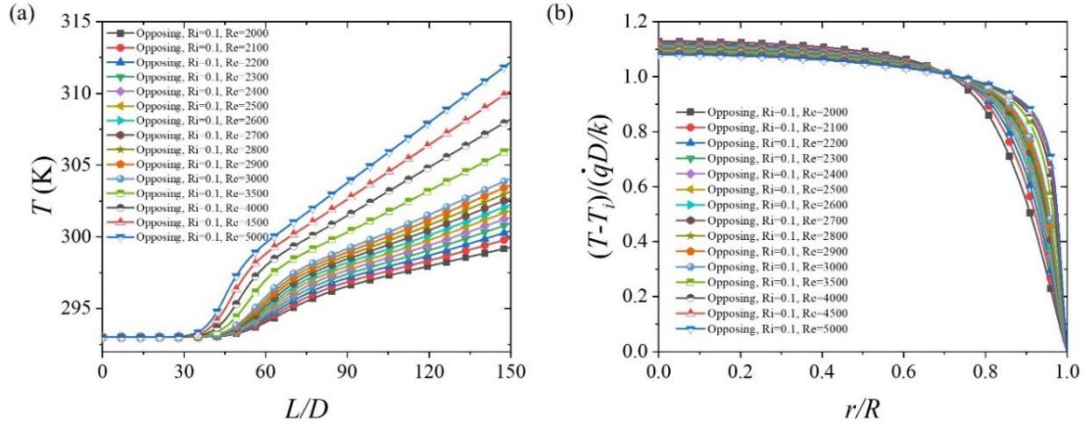 (a)
315
310
305
300
295
T (K)
0 30 60 90 120 150
L/D
Opposing, Ri=0.1, Re=2000
Opposing, Ri=0.1, Re=2100
Opposing, Ri=0.1, Re=2200
Opposing, Ri=0.1, Re=2300
Opposing, Ri=0.1, Re=2400
Opposing, Ri=0.1, Re=2500
Opposing, Ri=0.1, Re=2600
Opposing, Ri=0.1, Re=2700
Opposing, Ri=0.1, Re=2800
Opposing, Ri=0.1, Re=2900
Opposing, Ri=0.1, Re=3000
Opposing, Ri=0.1, Re=3500
Opposing, Ri=0.1, Re=4000
Opposing, Ri=0.1, Re=4500
Opposing, Ri=0.1, Re=5000
(b)
1.2
1.0
0.8
0.6
0.4
0.2
0.0
(T-Tᵢ)/(q̇D/k)
0.0 0.2 0.4 0.6 0.8 1.0
r/R
Opposing, Ri=0.1, Re=2000
Opposing, Ri=0.1, Re=2100
Opposing, Ri=0.1, Re=2200
Opposing, Ri=0.1, Re=2300
Opposing, Ri=0.1, Re=2400
Opposing, Ri=0.1, Re=2500
Opposing, Ri=0.1, Re=2600
Opposing, Ri=0.1, Re=2700
Opposing, Ri=0.1, Re=2800
Opposing, Ri=0.1, Re=2900
Opposing, Ri=0.1, Re=3000
Opposing, Ri=0.1, Re=3500
Opposing, Ri=0.1, Re=4000
Opposing, Ri=0.1, Re=4500
Opposing, Ri=0.1, Re=5000